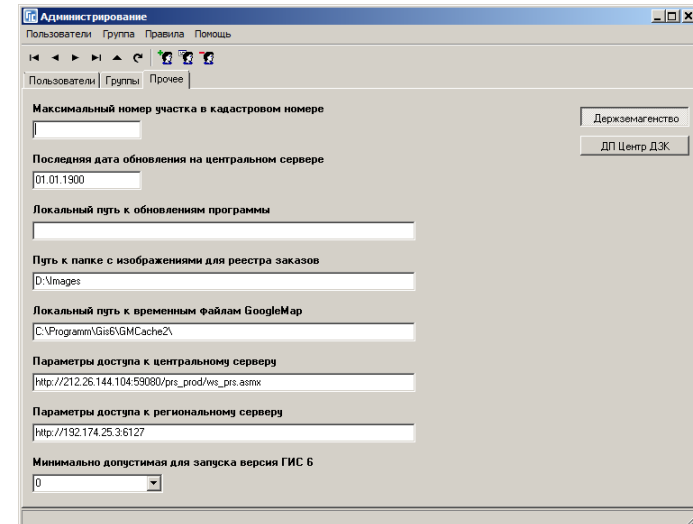 Администрирование
Пользователи Группа Правила Помощь
Пользователи Группы Прочее
Максимальный номер участка в кадастровом номере
Держземагенство
ДП Центр ДЗК
Последняя дата обновления на центральном сервере
01.01.1900
Локальный путь к обновлениям программы
Путь к папке с изображениями для реестра заказов
D:\Images
Локальный путь к временным файлам GoogleMap
C:\Programm\Gis6\GMCache2\
Параметры доступа к центральному серверу
http://212.26.144.104:59080/prs_prod/ws_prs.asmx
Параметры доступа к региональному серверу
http://192.174.25.3:6127
Минимально допустимая для запуска версия ГИС 6
0